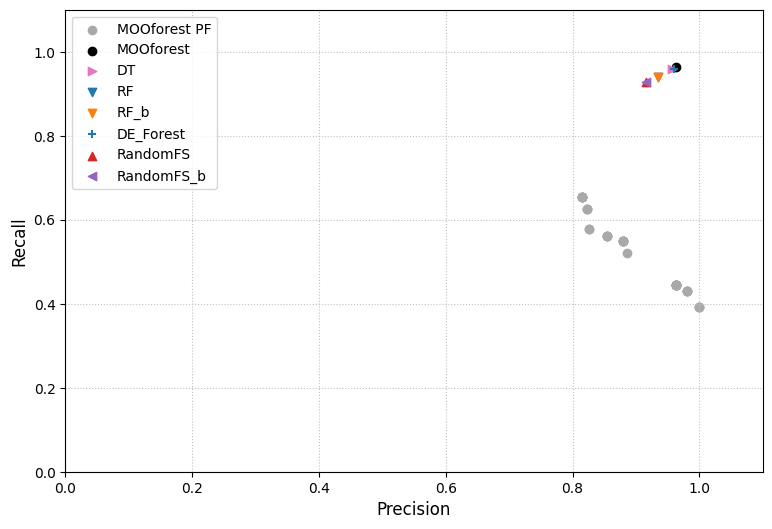 MOOforest PF
MOOforest
DT
RF
RF_b
DE_Forest
RandomFS
RandomFS_b
1.0
0.8
0.6
0.4
0.2
0.0
Recall
0.0 0.2 0.4 0.6 0.8 1.0
Precision